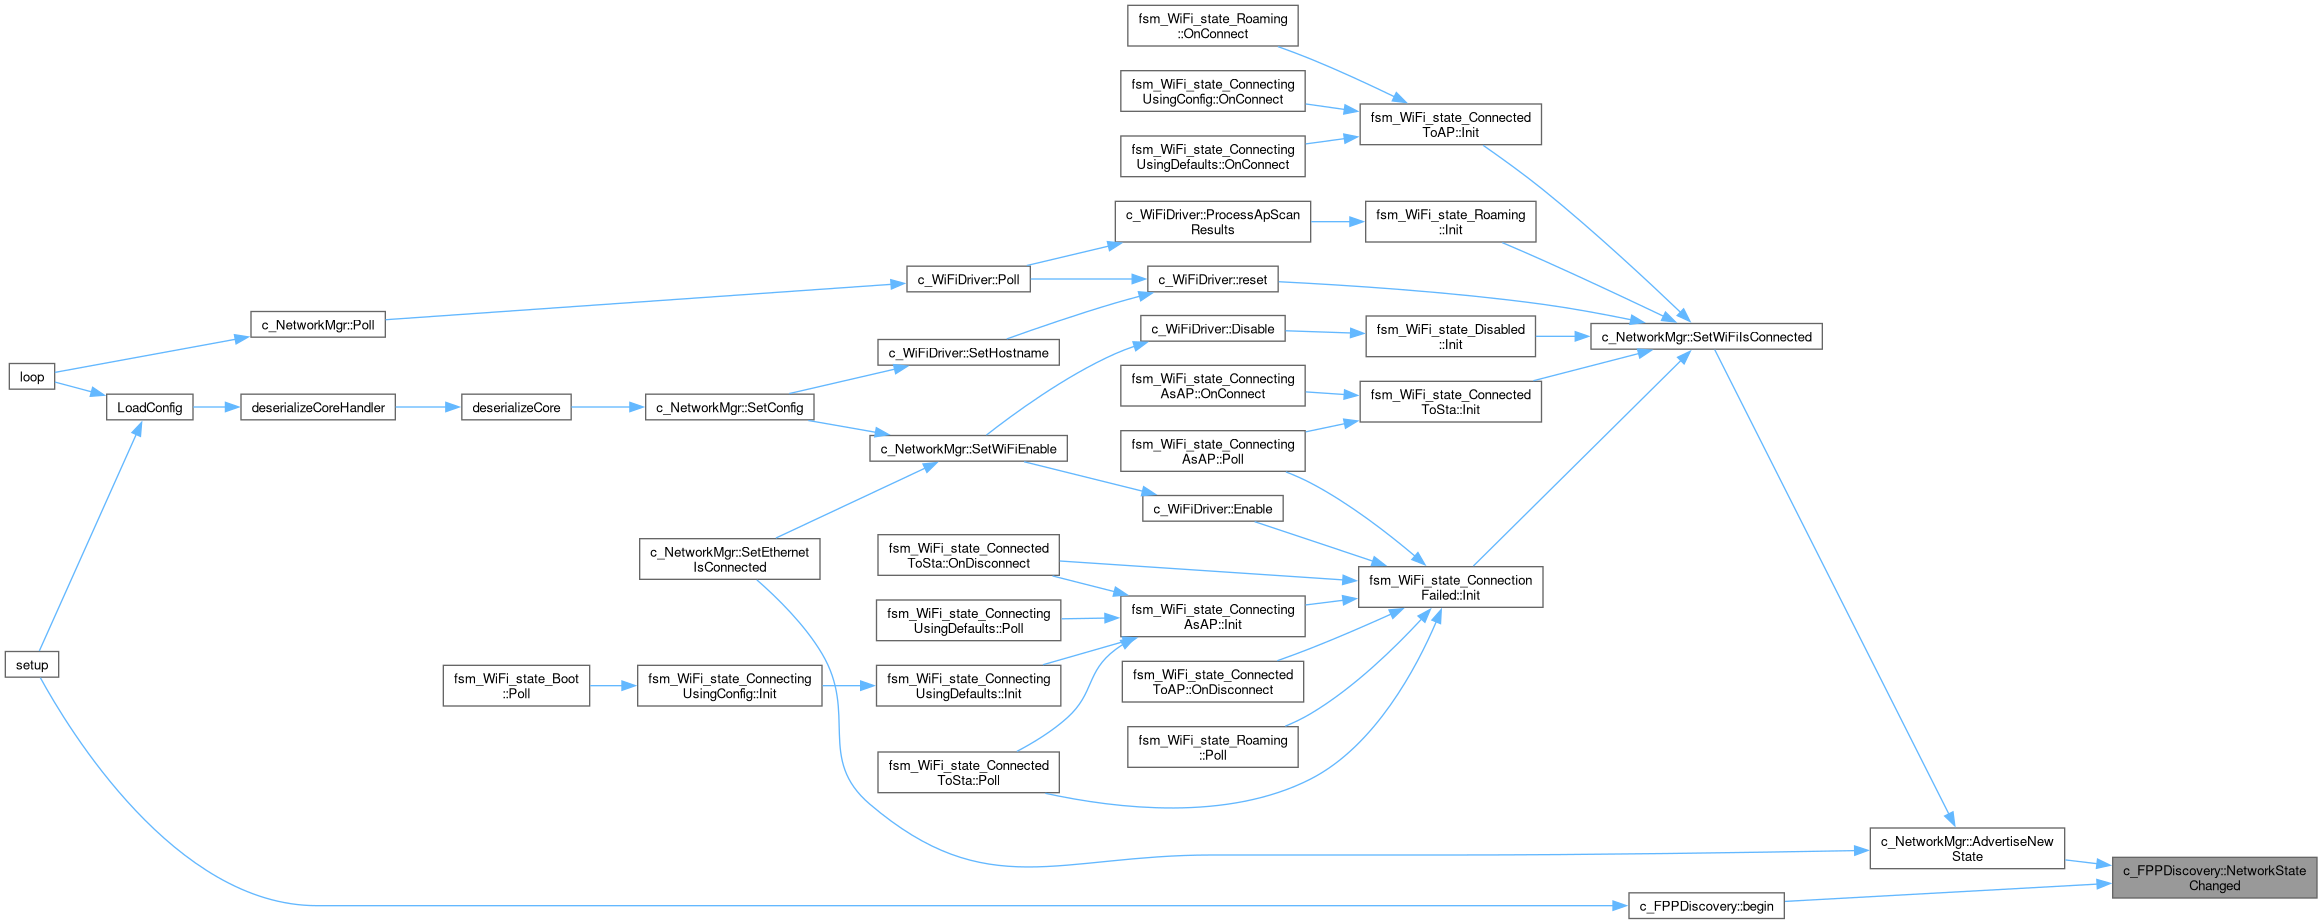 fsm_WiFi_state_Roaming
::OnConnect
fsm_WiFi_state_Connecting
UsingConfig::OnConnect
fsm_WiFi_state_Connected
ToAP::Init
fsm_WiFi_state_Connecting
UsingDefaults::OnConnect
c_WiFiDriver::ProcessApScan
Results
fsm_WiFi_state_Roaming
::Init
c_WiFiDriver::Poll
c_WiFiDriver::reset
c_NetworkMgr::Poll
c_WiFiDriver::Disable
fsm_WiFi_state_Disabled
::Init
c_NetworkMgr::SetWiFiIsConnected
c_WiFiDriver::SetHostname
loop
fsm_WiFi_state_Connecting
AsAP::OnConnect
fsm_WiFi_state_Connected
ToSta::Init
LoadConfig
deserializeCoreHandler
deserializeCore
c_NetworkMgr::SetConfig
c_NetworkMgr::SetWiFiEnable
fsm_WiFi_state_Connecting
AsAP::Poll
c_WiFiDriver::Enable
c_NetworkMgr::SetEthernet
IsConnected
fsm_WiFi_state_Connected
ToSta::OnDisconnect
fsm_WiFi_state_Connection
Failed::Init
fsm_WiFi_state_Connecting
UsingDefaults::Poll
fsm_WiFi_state_Connecting
AsAP::Init
setup
fsm_WiFi_state_Boot
::Poll
fsm_WiFi_state_Connecting
UsingConfig::Init
fsm_WiFi_state_Connecting
UsingDefaults::Init
fsm_WiFi_state_Connected
ToAP::OnDisconnect
fsm_WiFi_state_Roaming
::Poll
fsm_WiFi_state_Connected
ToSta::Poll
c_NetworkMgr::AdvertiseNew
State
c_FPPDiscovery::NetworkState
Changed
c_FPPDiscovery::begin